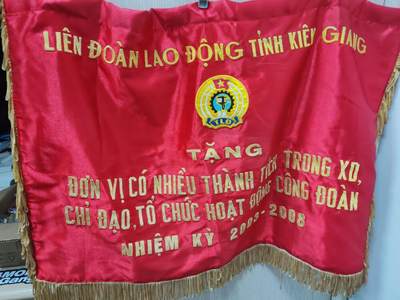 LIÊN ĐOÀN LAO ĐỘNG TỈNH KIÊN GIANG
TLĐ
TẶNG
ĐƠN VỊ CÓ NHIỀU THÀNH TÍCH TRONG XD,
CHỈ ĐẠO, TỔ CHỨC HOẠT ĐỘNG CÔNG ĐOÀN
NHIỆM KỲ 2003-2008